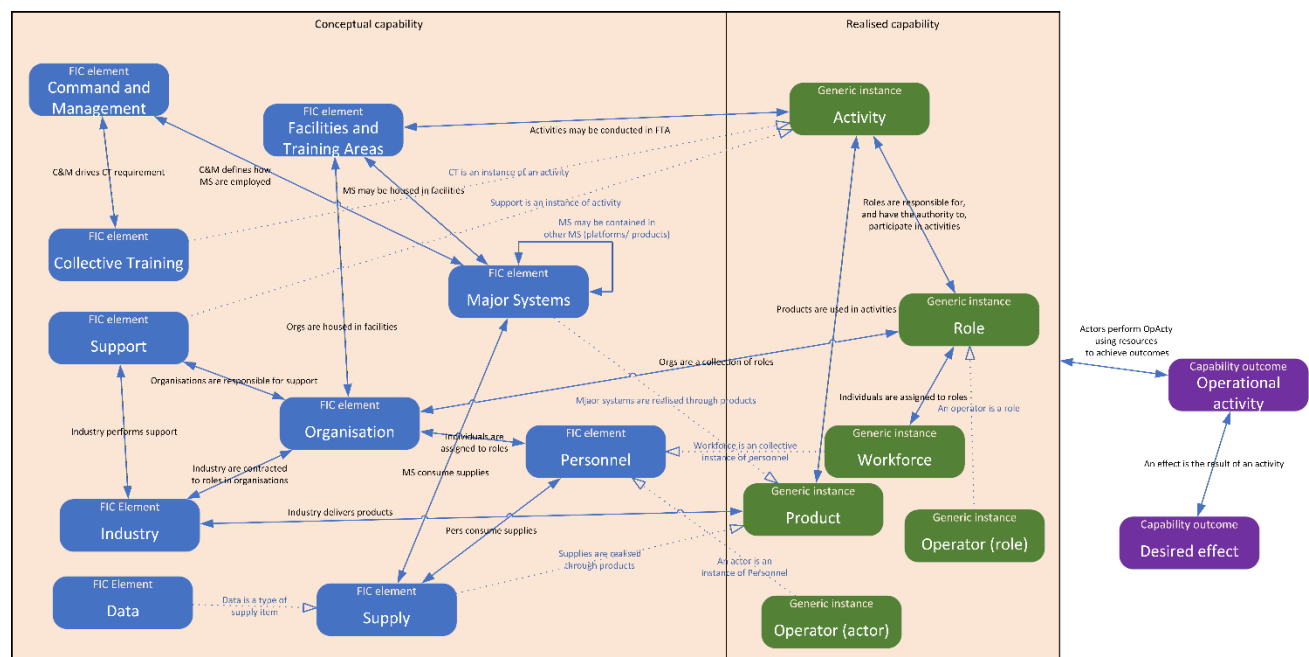 Conceptual capability
Realised capability
FIC element
Command and
Management
FIC element
Facilities and
Training Areas
Generic instance
Activity
Activities may be conducted in FTA
C&M drives CT requirement
C&M defines how
MS are employed
MS may be housed in facilities
CT is an instance of an activity
Support is an instance of activity
Roles are responsible for,
and have the authority to,
participate in activities
FIC element
Collective Training
MS may be contained in
other MS (platforms/ products)
FIC element
Major Systems
Generic instance
Role
Products are used in activities
FIC element
Support
Orgs are housed in facilities
Actors perform OpActy
using resources
to achieve outcomes
Orgs are a collection of roles
Capability outcome
Operational
activity
Organisations are responsible for support
Individuals are assigned to roles
An operator is a role
Mjaor systems are realised through products
FIC element
Organisation
Industry performs support
FIC element
Personnel
Individuals are
assigned to roles
Workforce is an collective
instance of personnel
Generic instance
Workforce
An effect is the result of an activity
Industry are contracted
to roles in organisations
MS consume supplies
FIC Element
Industry
Industry delivers products
Generic instance
Product
Pers consume supplies
Generic instance
Operator (role)
Capability outcome
Desired effect
Supplies are realised
through products
An actor is an
instance of Personnel
FIC Element
Data
Data is a type of
supply item
FIC element
Supply
Generic instance
Operator (actor)